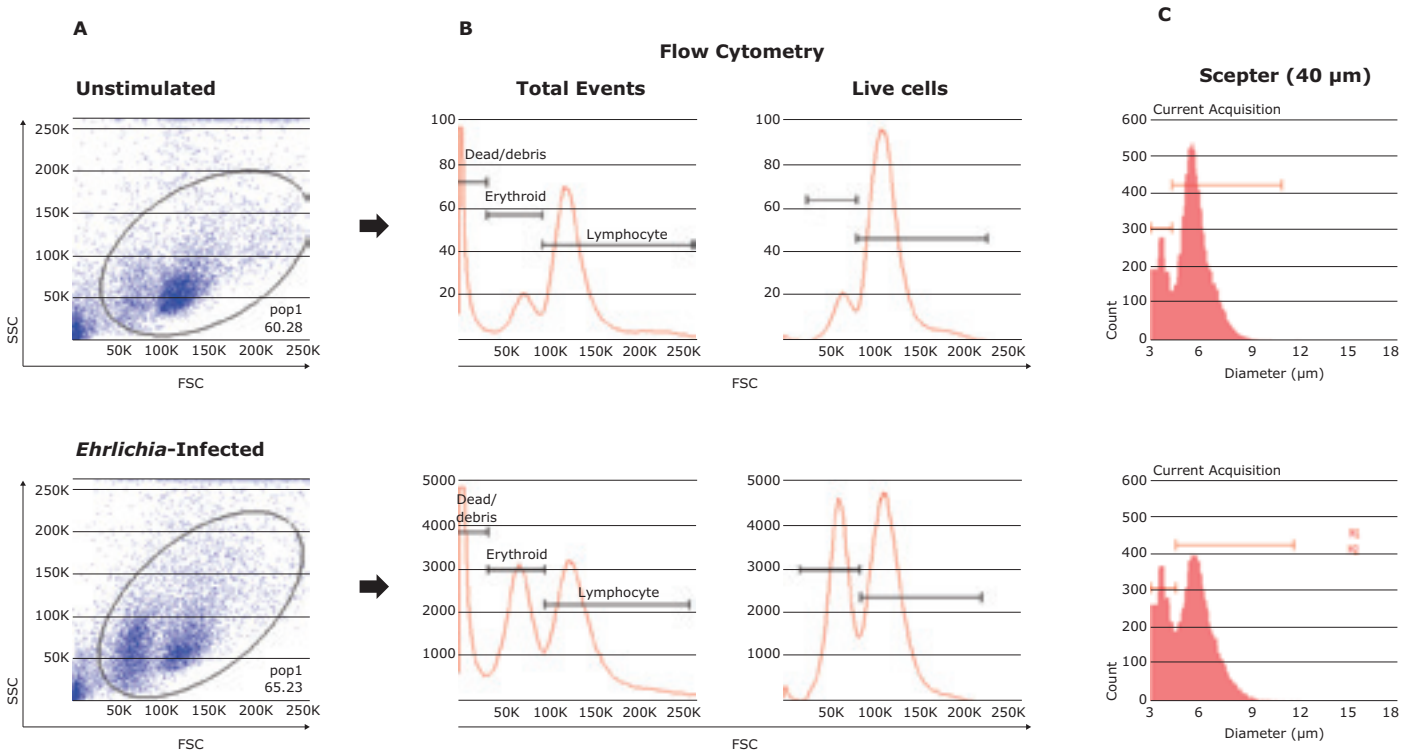 A
B
C
Flow Cytometry
Unstimulated
Total Events
Live cells
Scepter (40 µm)
SSC
250K
200K
150K
100K
50K
pop1
60.28
50K 100K 150K 200K 250K
FSC
100
80
60
40
20
Dead/debris
Erythroid
Lymphocyte
50K 100K 150K 200K 250K
100
80
60
40
20
50K 100K 150K 200K 250K
FSC
Current Acquisition
600
500
400
300
200
100
0
Count
3 6 9 12 15 18
Diameter (µm)
Ehrlichia-Infected
SSC
250K
200K
150K
100K
50K
pop1
65.23
50K 100K 150K 200K 250K
FSC
5000
4000
3000
2000
1000
Dead/
debris
Erythroid
Lymphocyte
50K 100K 150K 200K 250K
5000
4000
3000
2000
1000
50K 100K 150K 200K 250K
FSC
Current Acquisition
600
500
400
300
200
100
0
Count
3 6 9 12 15 18
Diameter (µm)